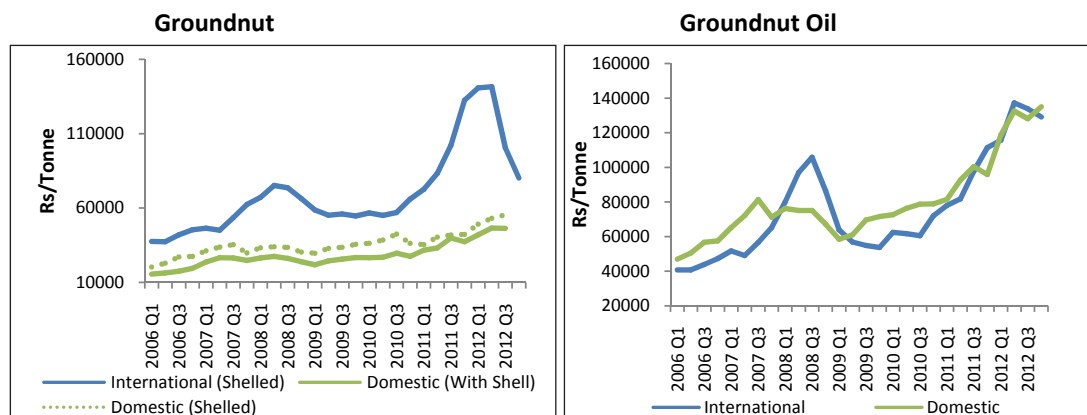 Groundnut
160000
110000
60000
10000
Rs/Tonne
2006 Q1
2006 Q3
2007 Q1
2007 Q3
2008 Q1
2008 Q3
2009 Q1
2009 Q3
2010 Q1
2010 Q3
2011 Q1
2011 Q3
2012 Q1
2012 Q3
International (Shelled)
Domestic (With Shell)
Domestic (Shelled)
Groundnut Oil
160000
140000
120000
100000
80000
60000
40000
20000
Rs/Tonne
2006 Q1
2006 Q3
2007 Q1
2007 Q3
2008 Q1
2008 Q3
2009 Q1
2009 Q3
2010 Q1
2010 Q3
2011 Q1
2011 Q3
2012 Q1
2012 Q3
International
Domestic